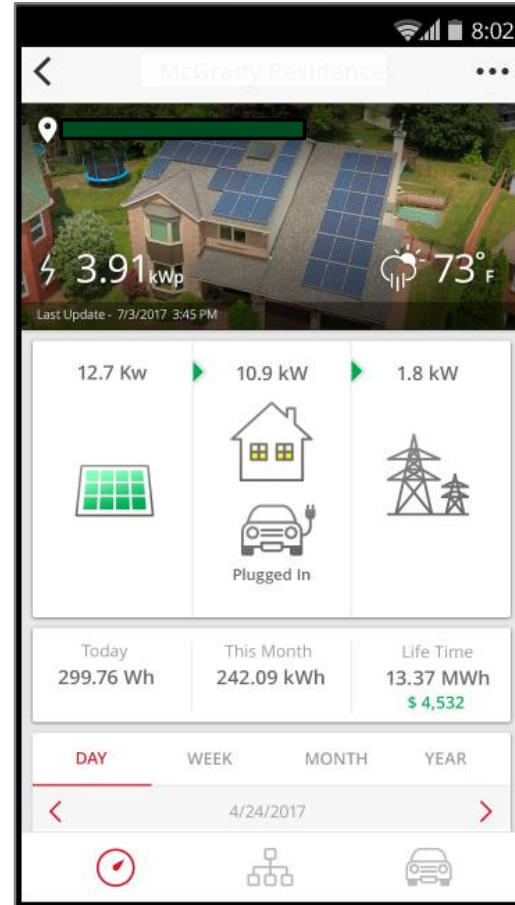 8:02
McGrady Residence
3.91 kWp
73°F
Last Update - 7/3/2017 3:45 PM
12.7 Kw 10.9 kW 1.8 kW
Plugged In
Today This Month Life Time
299.76 Wh 242.09 kWh 13.37 MWh
$ 4,532
DAY WEEK MONTH YEAR
4/24/2017